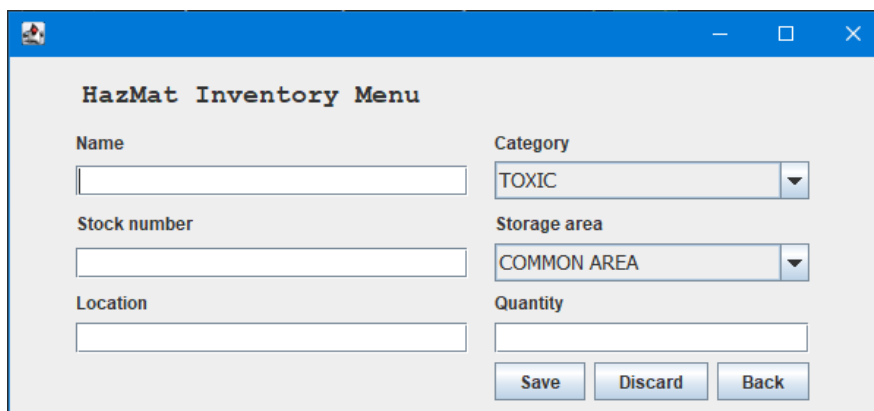 HazMat Inventory Menu
Name
Category
TOXIC
Stock number
Storage area
COMMON AREA
Location
Quantity
Save
Discard
Back